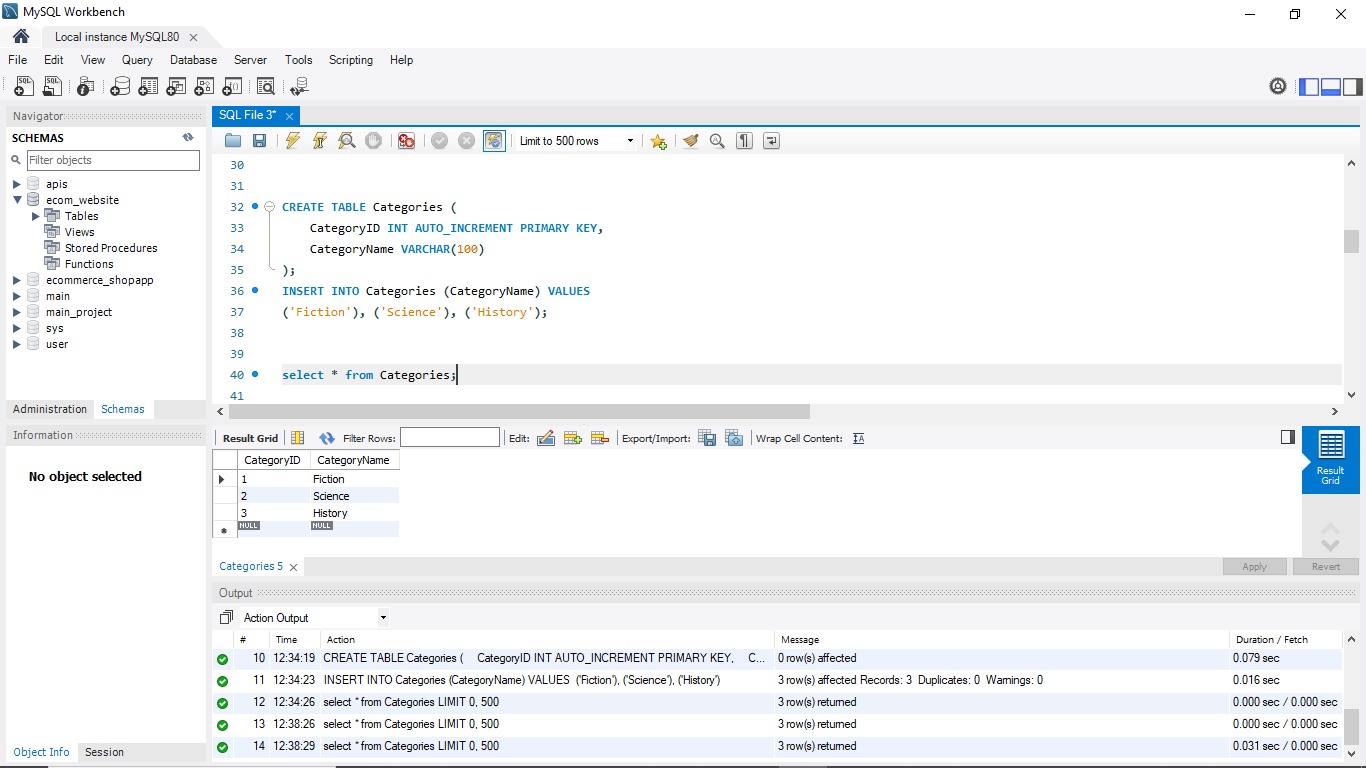 MySQL Workbench
Local instance MySQL80
File Edit View Query Database Server Tools Scripting Help
Navigator
SCHEMAS
Filter objects
apis
ecom_website
Tables
Views
Stored Procedures
Functions
ecommerce_shopapp
main
main_project
sys
user
Administration Schemas
Information
No object selected
Object Info Session
SQL File 3*
Limit to 500 rows
30
31
32 CREATE TABLE Categories (
33 CategoryID INT AUTO_INCREMENT PRIMARY KEY,
34 CategoryName VARCHAR(100)
35 );
36 INSERT INTO Categories (CategoryName) VALUES
37 ('Fiction'), ('Science'), ('History');
38
39
40 select * from Categories;
41
Result Grid Filter Rows: Edit: Export/Import: Wrap Cell Content:
CategoryID CategoryName
1 Fiction
2 Science
3 History
NULL NULL
Result
Grid
Categories 5
Apply Revert
Output
Action Output
# Time Action Message Duration / Fetch
10 12:34:19 CREATE TABLE Categories ( CategoryID INT AUTO_INCREMENT PRIMARY KEY, C... 0 row(s) affected 0.079 sec
11 12:34:23 INSERT INTO Categories (CategoryName) VALUES ('Fiction'), ('Science'), ('History') 3 row(s) affected Records: 3 Duplicates: 0 Warnings: 0 0.016 sec
12 12:34:26 select * from Categories LIMIT 0, 500 3 row(s) returned 0.000 sec / 0.000 sec
13 12:38:26 select * from Categories LIMIT 0, 500 3 row(s) returned 0.000 sec / 0.000 sec
14 12:38:29 select * from Categories LIMIT 0, 500 3 row(s) returned 0.031 sec / 0.000 sec